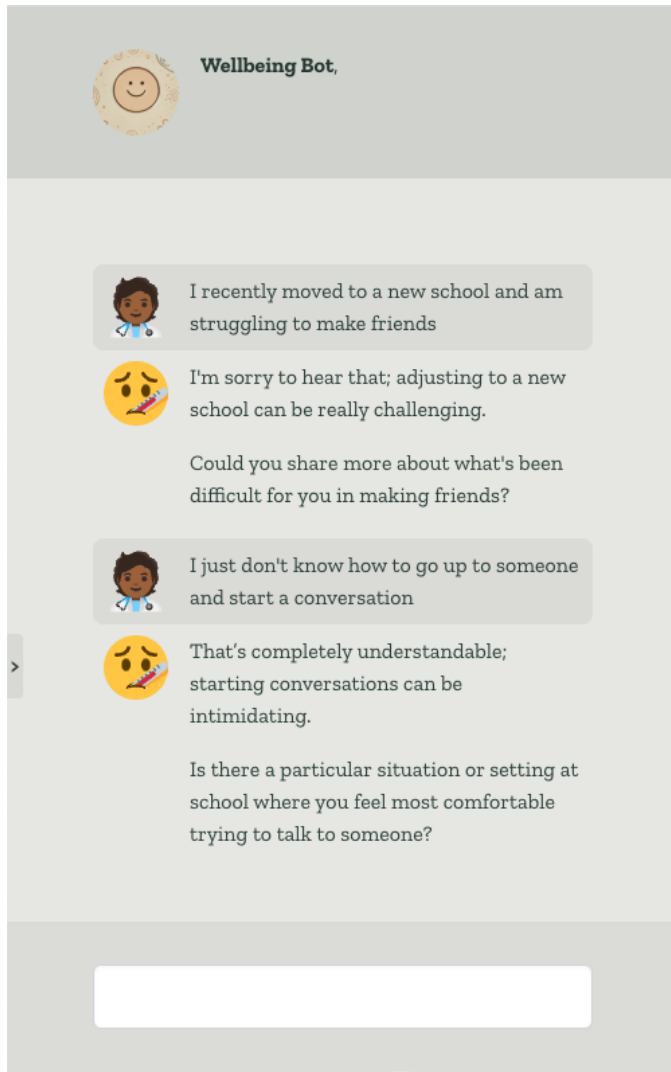 Wellbeing Bot,
I recently moved to a new school and am
struggling to make friends
I'm sorry to hear that; adjusting to a new
school can be really challenging.
Could you share more about what's been
difficult for you in making friends?
I just don't know how to go up to someone
and start a conversation
That’s completely understandable;
starting conversations can be
intimidating.
Is there a particular situation or setting at
school where you feel most comfortable
trying to talk to someone?